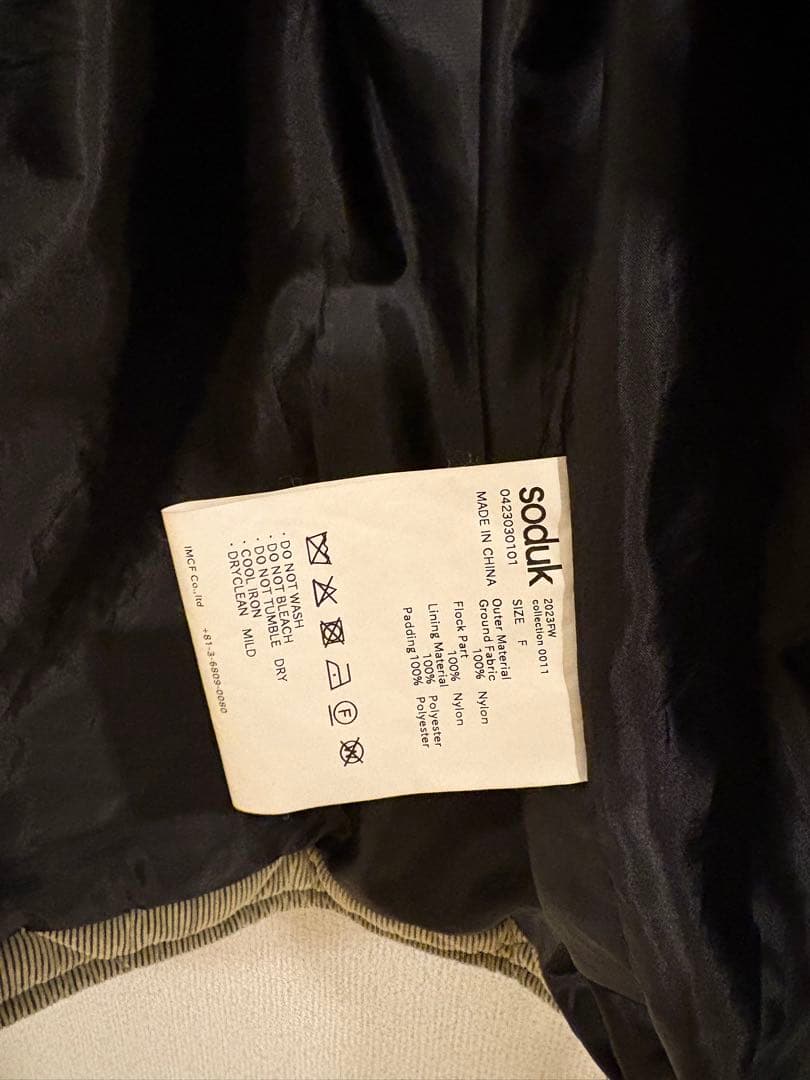 soduk
0423030101
MADE IN CHINA
2023FW
collection 0011
SIZE F
Outer Material
Ground Fabric
100% Nylon
Flock Part
100% Nylon
Lining Material
100% Polyester
Padding 100% Polyester
F
· DO NOT WASH
· DO NOT BLEACH
· DO NOT TUMBLE DRY
· COOL IRON
· DRYCLEAN MILD
IMCF Co.,ltd +81-3-6809-0080